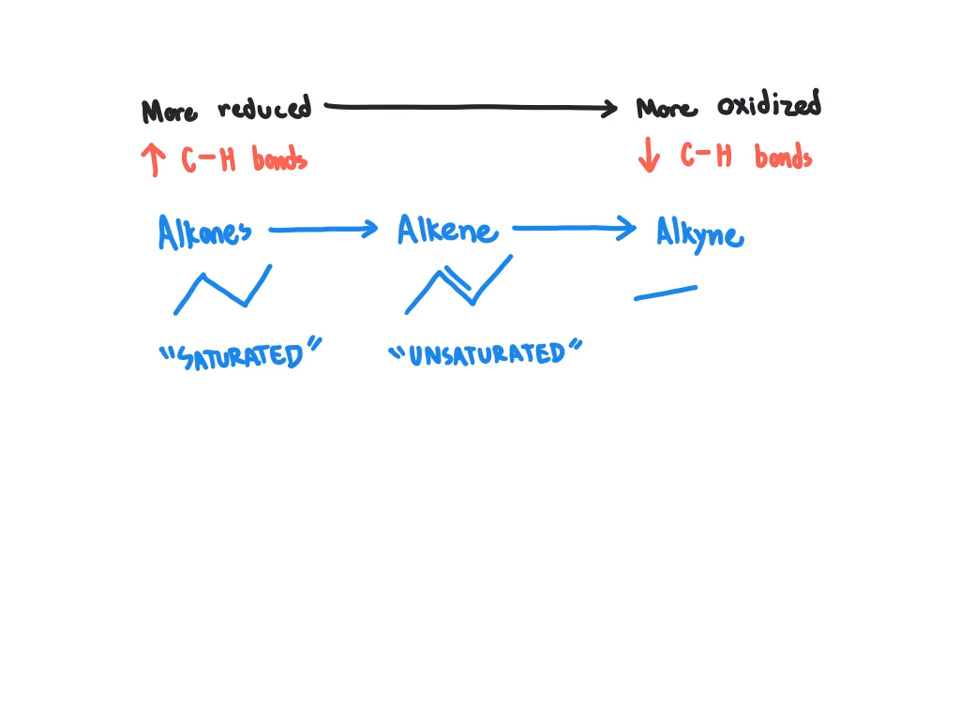 More reduced → More oxidized
↑ C-H bonds ↓ C-H bonds
Alkanes → Alkene → Alkyne
"SATURATED" "UNSATURATED"